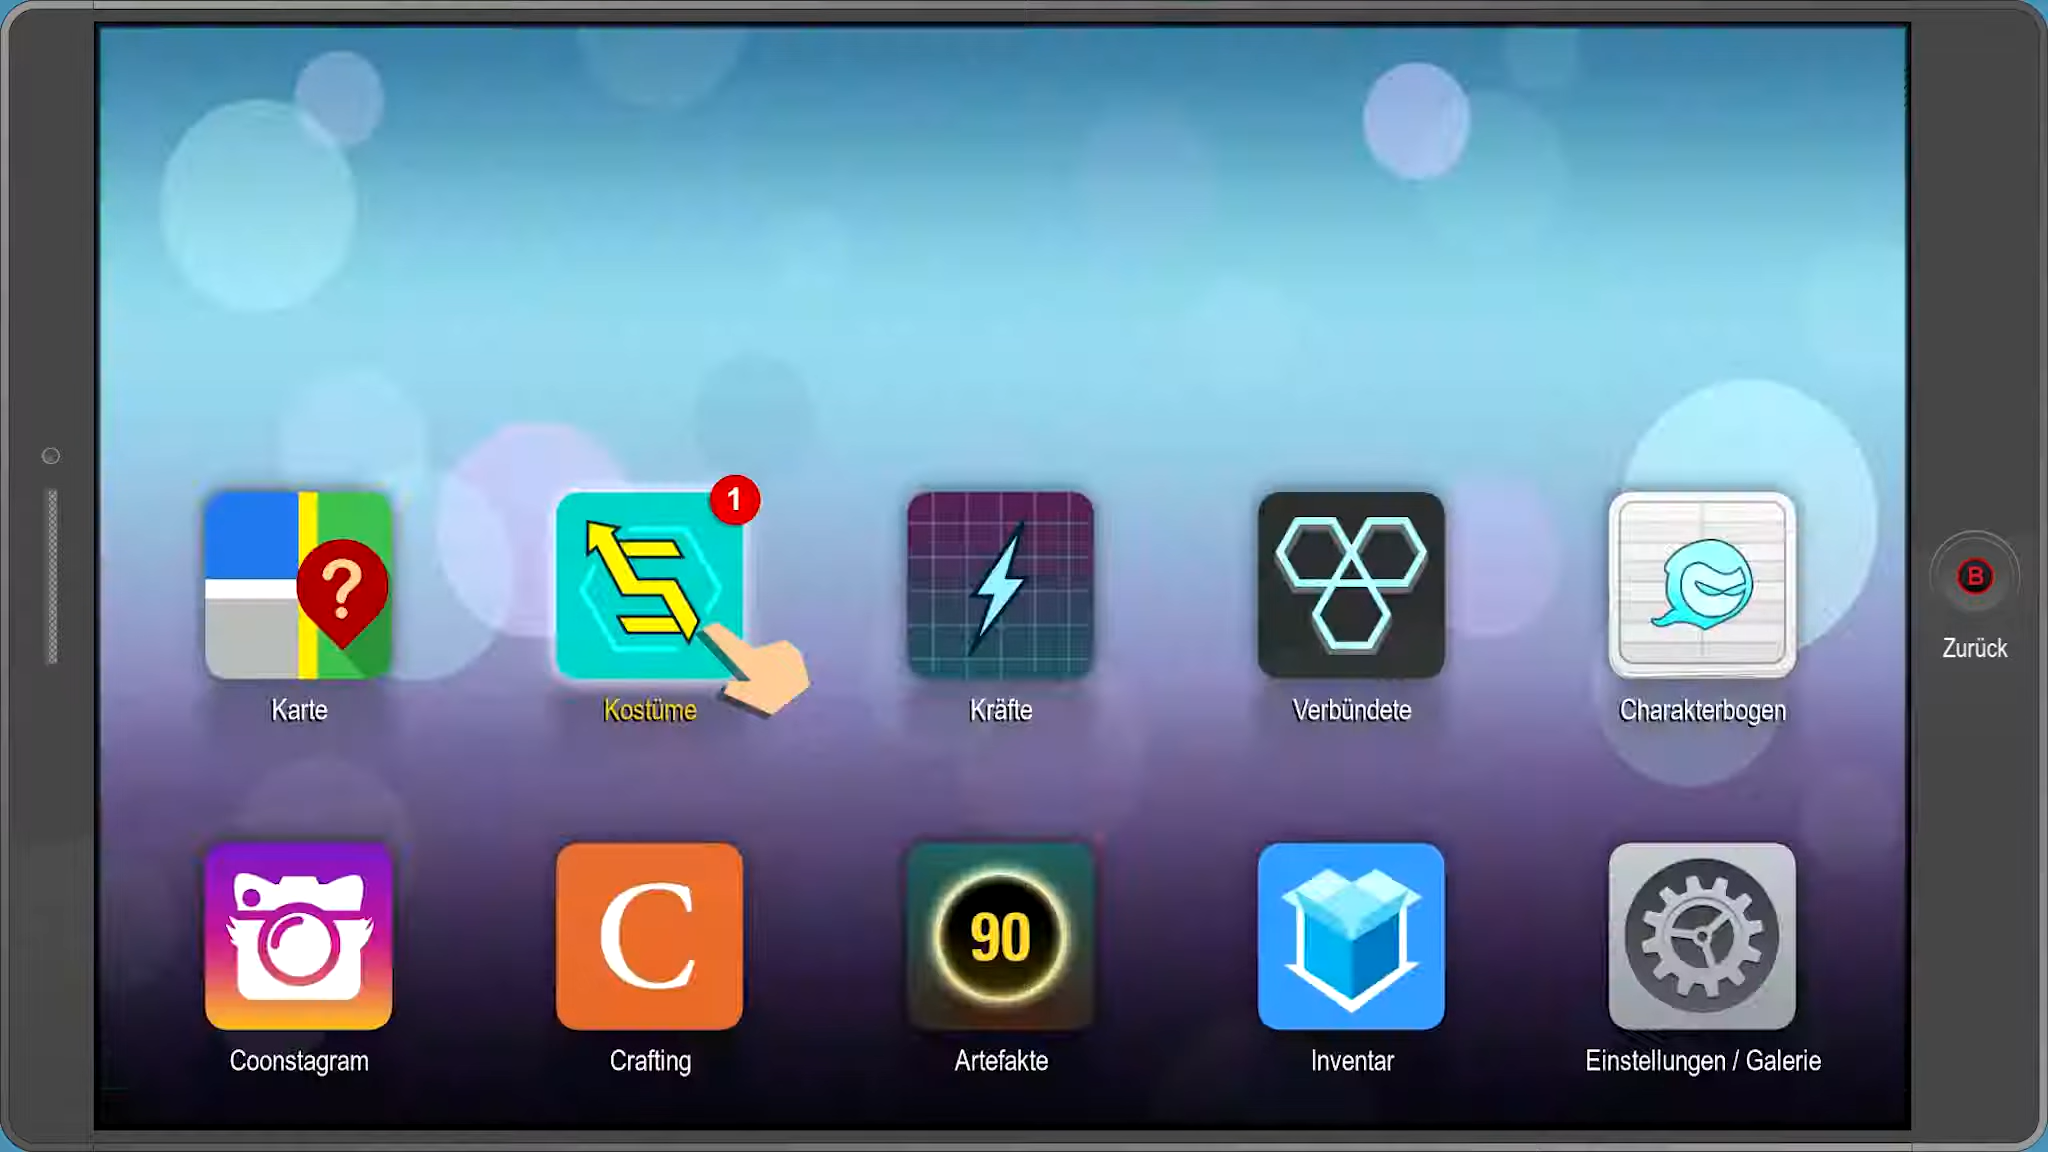 1
?
Karte
Kostüme
Kräfte
Verbündete
Charakterbogen
B
Zurück
C
90
Coonstagram
Crafting
Artefakte
Inventar
Einstellungen / Galerie